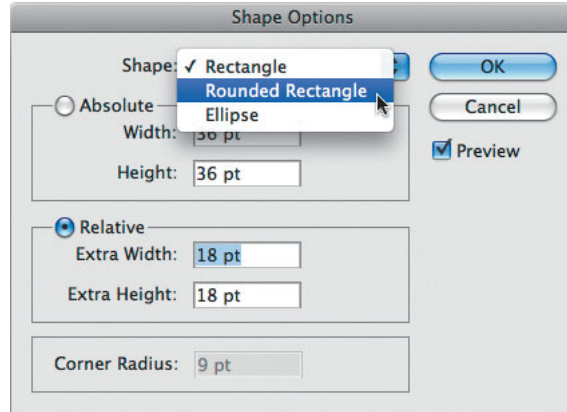 Shape Options
Shape: ✓ Rectangle
Rounded Rectangle
Ellipse
OK
Cancel
Preview
Absolute
Width: 36 pt
Height: 36 pt
Relative
Extra Width: 18 pt
Extra Height: 18 pt
Corner Radius: 9 pt